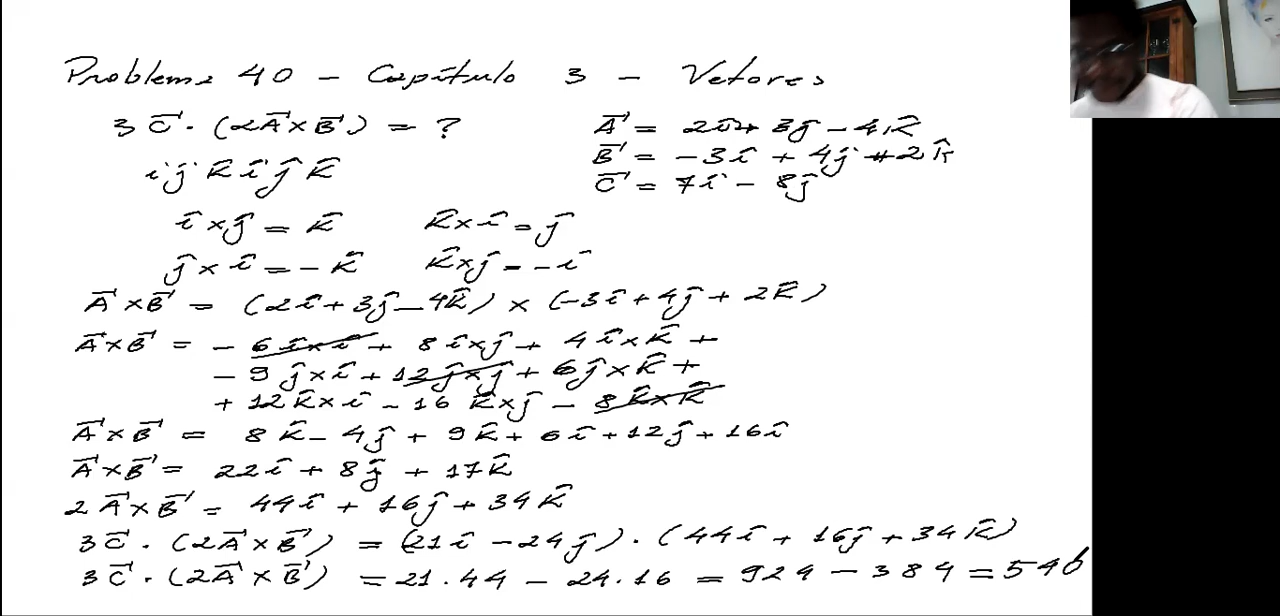 Problema 40 - Capítulo 3 - Vetores
3 C⃗ · (2A⃗ × B⃗) = ?
A⃗ = 2î + 3ĵ - 4k̂
B⃗ = -3î + 4ĵ + 2k̂
C⃗ = 7î - 8ĵ
î ĵ k̂ î ĵ k̂
î × ĵ = k̂ k̂ × î = ĵ
ĵ × î = - k̂ k̂ × ĵ = - î
A⃗ × B⃗ = (2î + 3ĵ - 4k̂) × (-3î + 4ĵ + 2k̂)
A⃗ × B⃗ = - 6 î × î + 8 î × ĵ + 4 î × k̂ +
- 9 ĵ × î + 12 ĵ × ĵ + 6 ĵ × k̂ +
+ 12 k̂ × î - 16 k̂ × ĵ - 8 k̂ × k̂
A⃗ × B⃗ = 8 k̂ - 4 ĵ + 9 k̂ + 6 î + 12 ĵ + 16 î
A⃗ × B⃗ = 22 î + 8 ĵ + 17 k̂
2 A⃗ × B⃗ = 44 î + 16 ĵ + 34 k̂
3 C⃗ · (2A⃗ × B⃗) = (21 î - 24 ĵ) · (44 î + 16 ĵ + 34 k̂)
3 C⃗ · (2A⃗ × B⃗) = 21.44 - 24.16 = 924 - 384 = 540